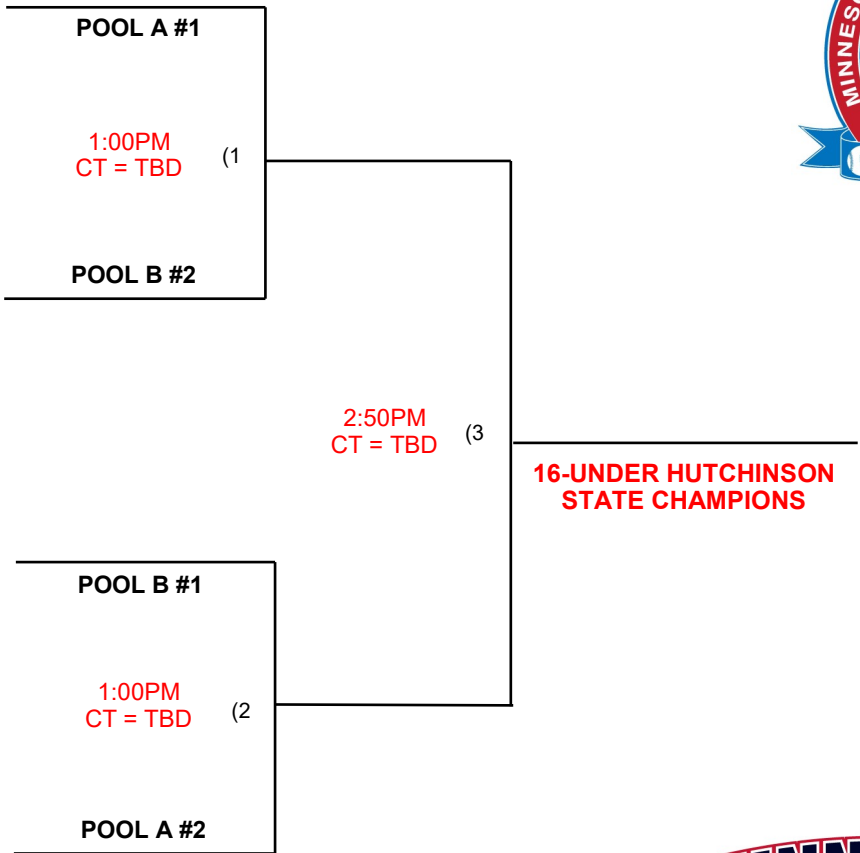 POOL A #1
1:00PM
CT = TBD (1
POOL B #2
2:50PM
CT = TBD (3
16-UNDER HUTCHINSON
STATE CHAMPIONS
POOL B #1
1:00PM
CT = TBD (2
POOL A #2